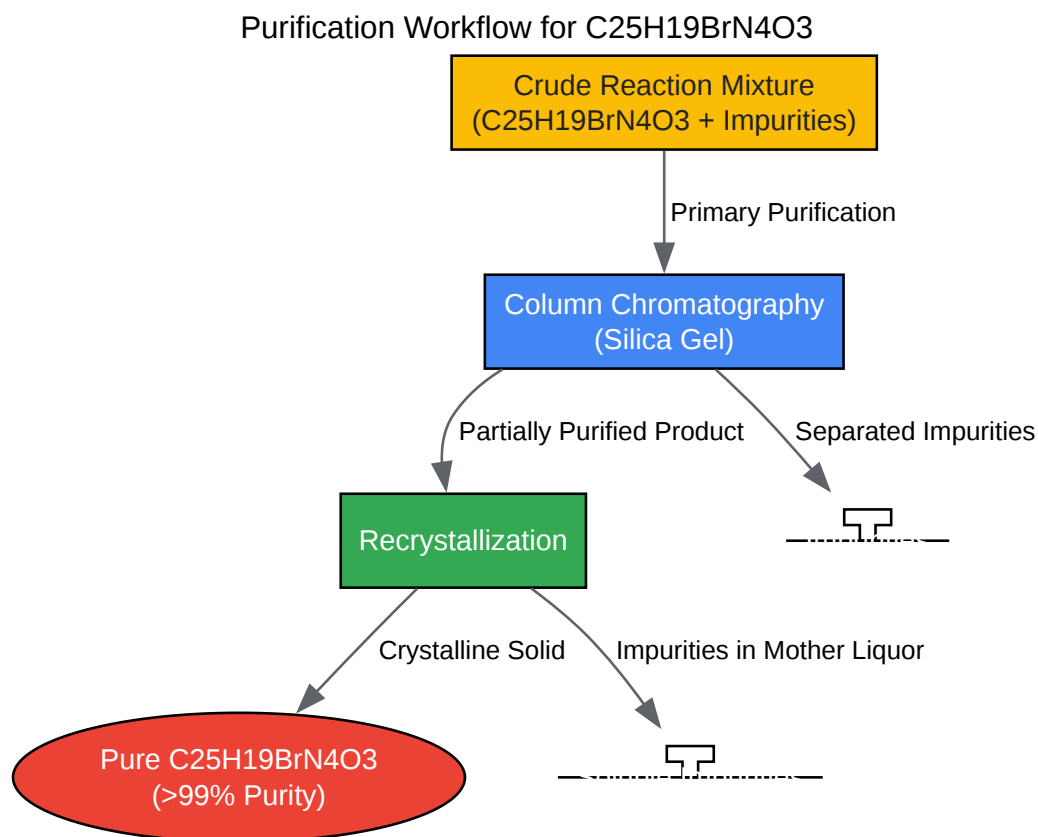 Purification Workflow for C25H19BrN4O3
Crude Reaction Mixture
(C25H19BrN4O3 + Impurities)
Primary Purification
Column Chromatography
(Silica Gel)
Partially Purified Product
Separated Impurities
Recrystallization
Crystalline Solid
Impurities in Mother Liquor
Pure C25H19BrN4O3
(>99% Purity)